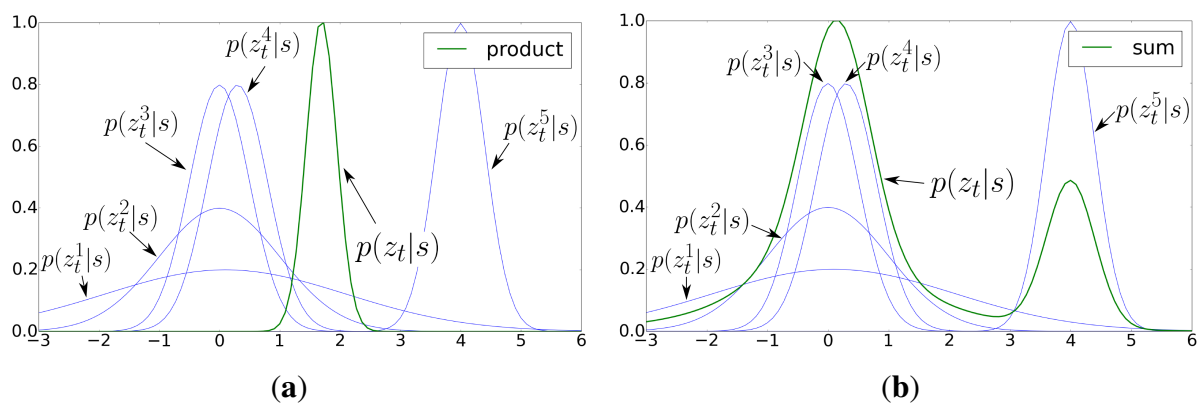 product
p(z_t^4|s)
p(z_t^3|s)
p(z_t^5|s)
p(z_t^2|s)
p(z_t^1|s)
p(z_t|s)
1.0
0.8
0.6
0.4
0.2
0.0
−3 −2 −1 0 1 2 3 4 5 6
(a)
sum
p(z_t^3|s)
p(z_t^4|s)
p(z_t^5|s)
p(z_t|s)
p(z_t^2|s)
p(z_t^1|s)
1.0
0.8
0.6
0.4
0.2
0.0
−3 −2 −1 0 1 2 3 4 5 6
(b)